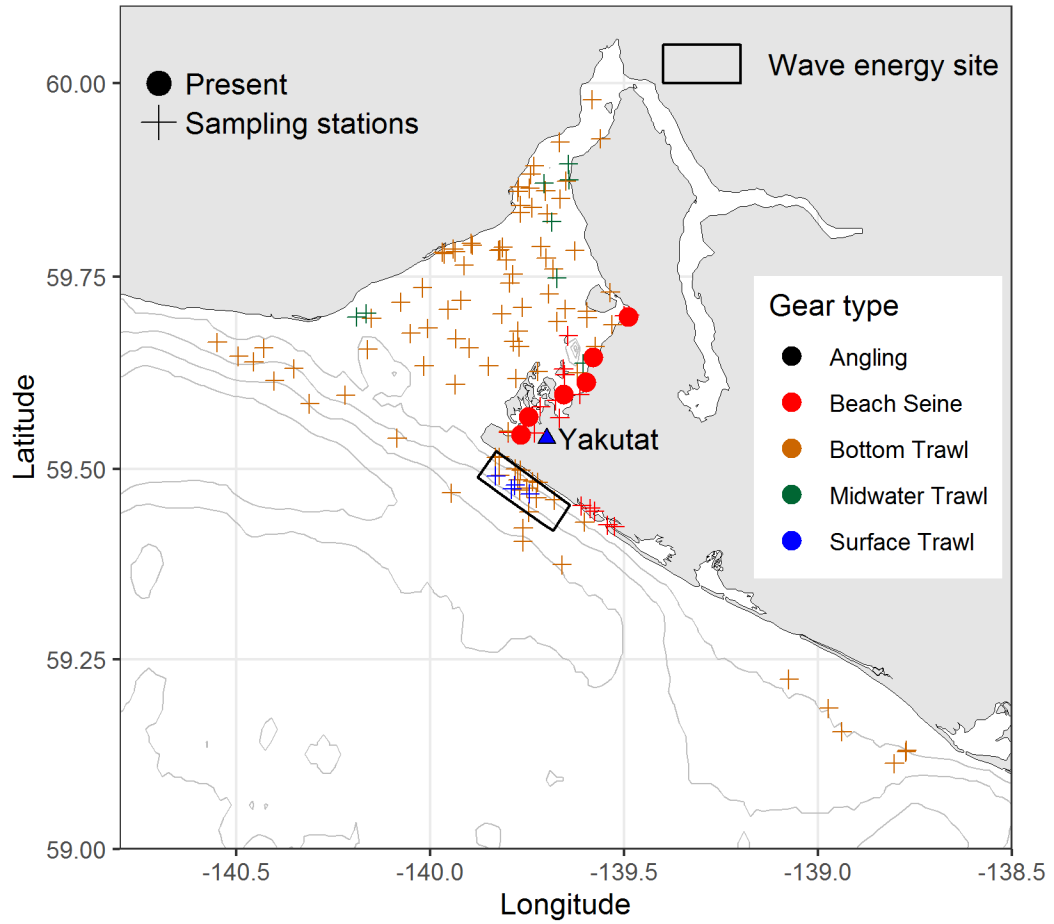 Present
Sampling stations
Wave energy site
60.00
59.75
59.50
59.25
59.00
Latitude
Yakutat
Gear type
Angling
Beach Seine
Bottom Trawl
Midwater Trawl
Surface Trawl
-140.5
-140.0
-139.5
-139.0
-138.5
Longitude